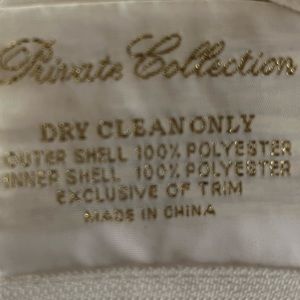 Private Collection
DRY CLEAN ONLY
OUTER SHELL 100% POLYESTER
INNER SHELL 100% POLYESTER
EXCLUSIVE OF TRIM
MADE IN CHINA